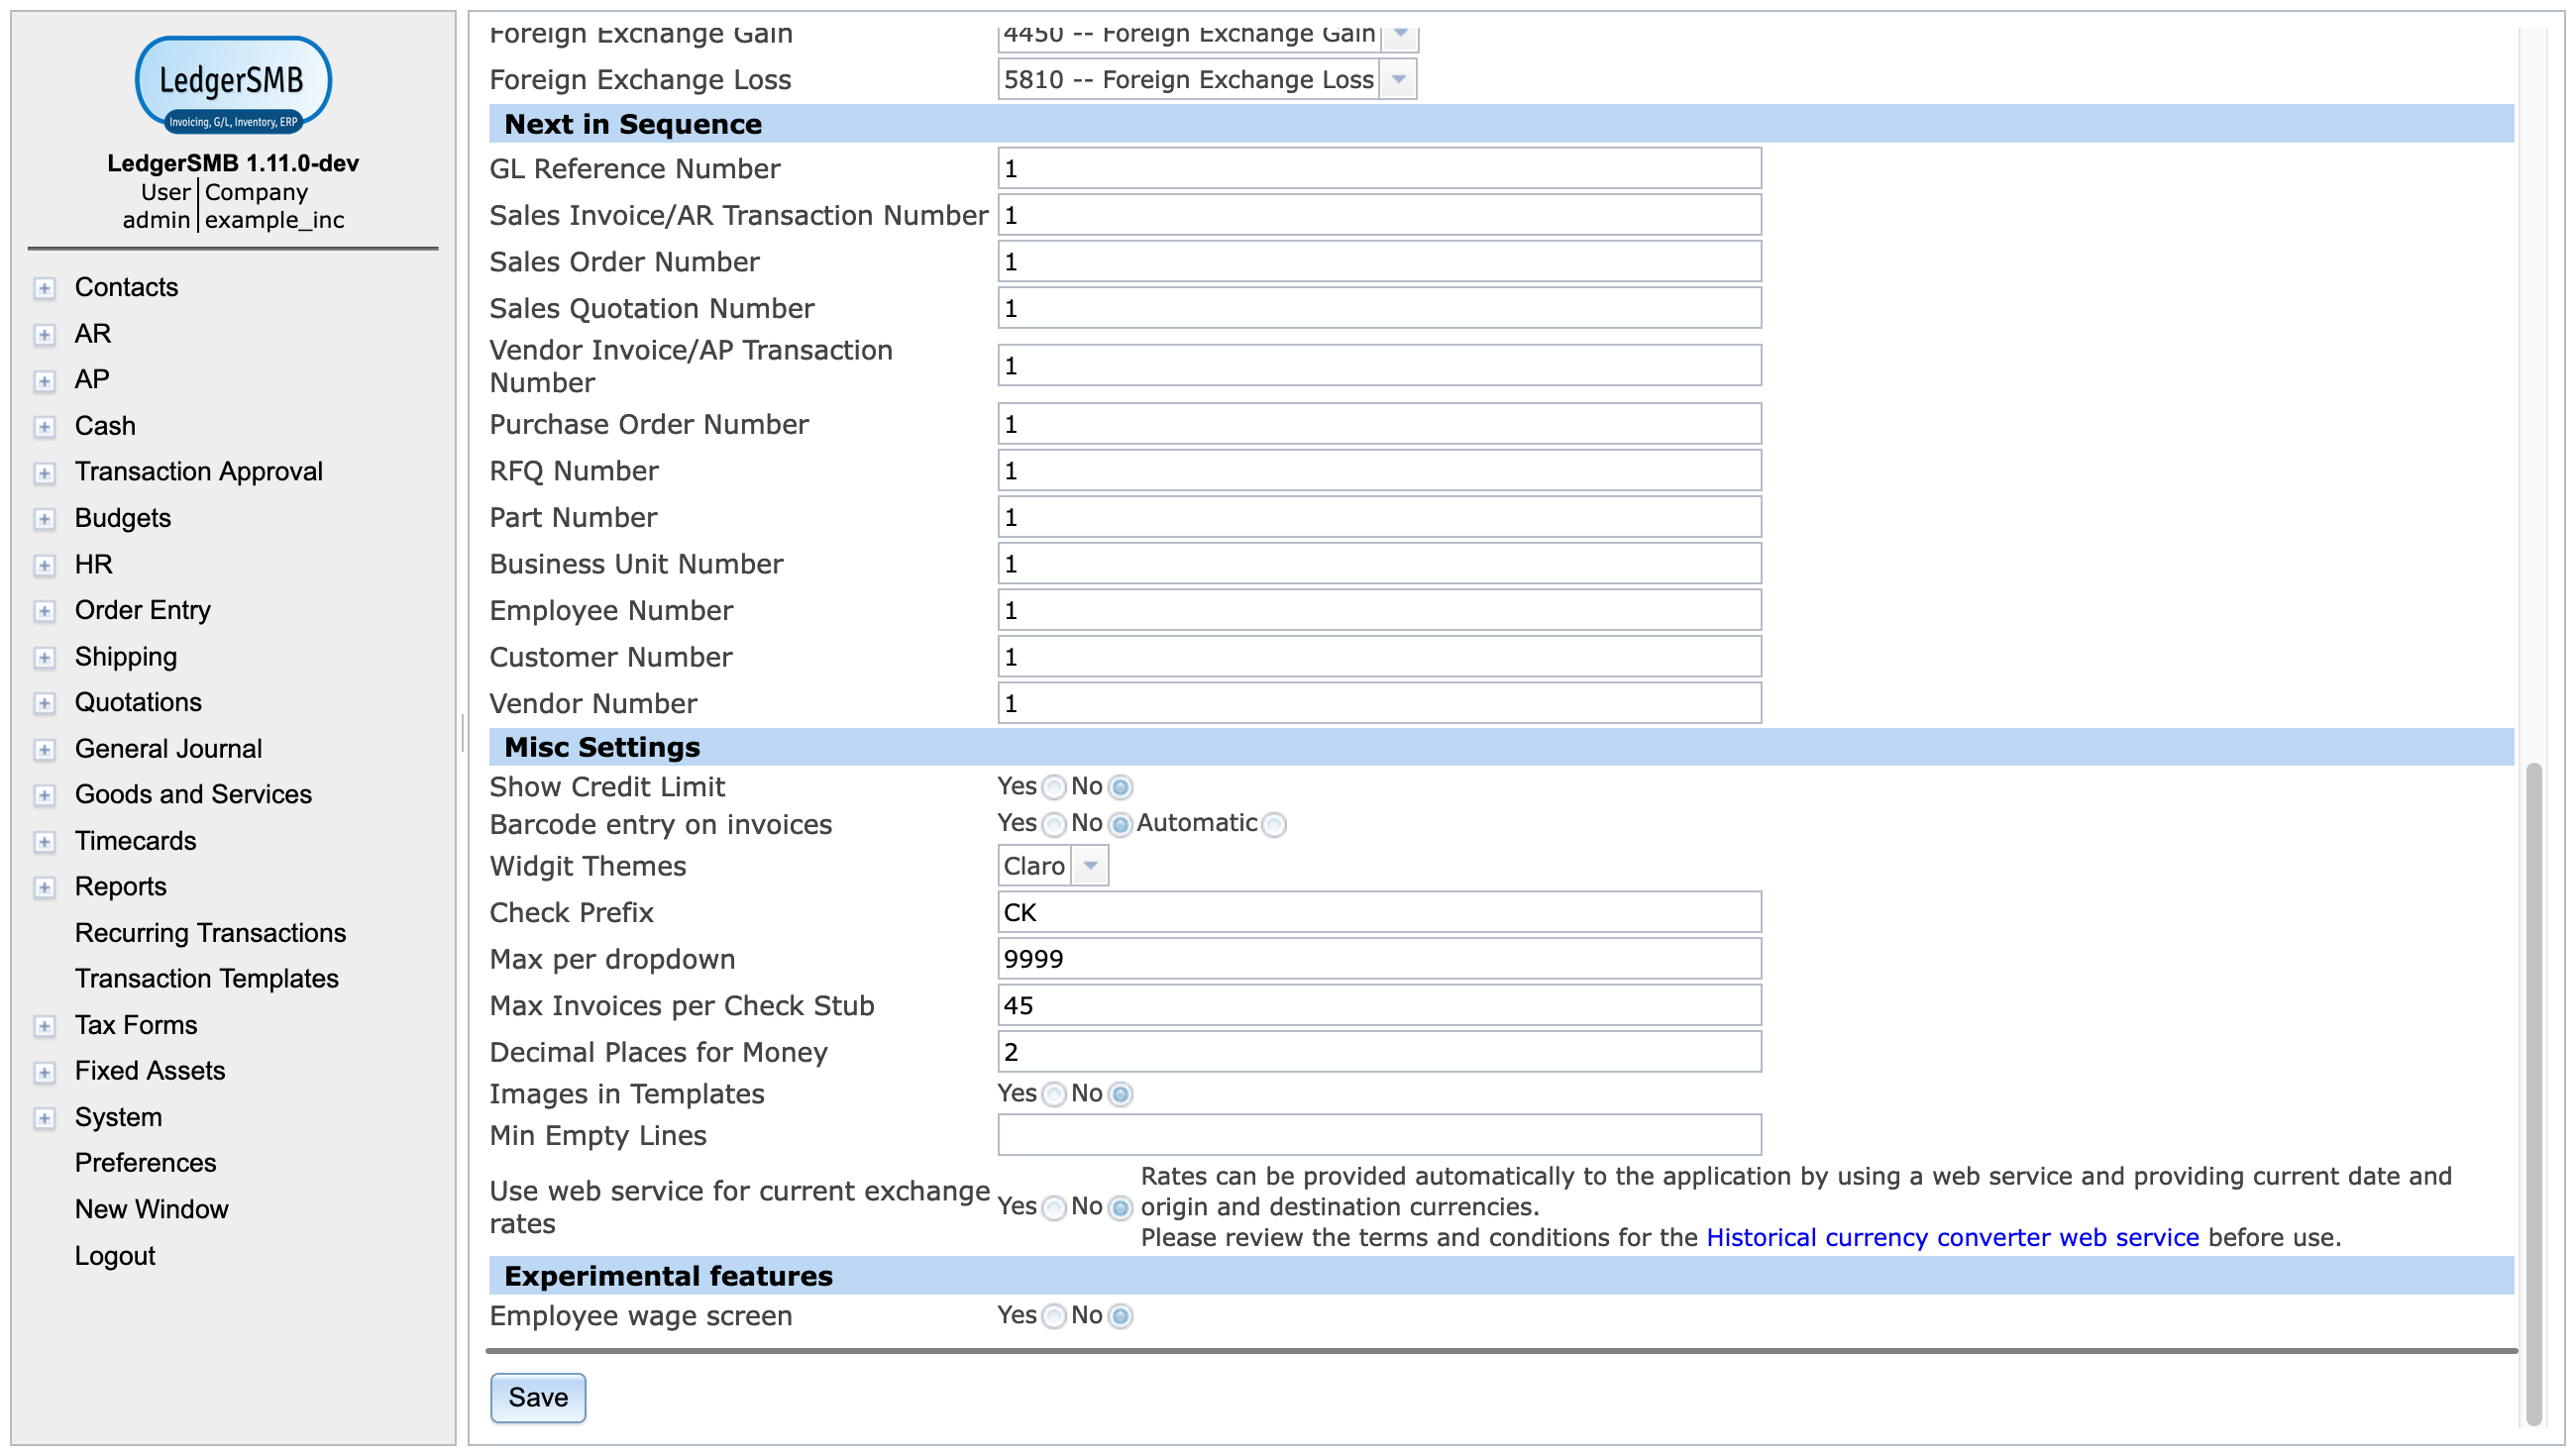 LedgerSMB
Invoicing, G/L, Inventory, ERP
LedgerSMB 1.11.0-dev
User Company
admin example_inc
Contacts
AR
AP
Cash
Transaction Approval
Budgets
HR
Order Entry
Shipping
Quotations
General Journal
Goods and Services
Timecards
Reports
Recurring Transactions
Transaction Templates
Tax Forms
Fixed Assets
System
Preferences
New Window
Logout
Foreign Exchange Gain 4450 -- Foreign Exchange Gain
Foreign Exchange Loss 5810 -- Foreign Exchange Loss
Next in Sequence
GL Reference Number 1
Sales Invoice/AR Transaction Number 1
Sales Order Number 1
Sales Quotation Number 1
Vendor Invoice/AP Transaction
Number 1
Purchase Order Number 1
RFQ Number 1
Part Number 1
Business Unit Number 1
Employee Number 1
Customer Number 1
Vendor Number 1
Misc Settings
Show Credit Limit Yes No
Barcode entry on invoices Yes No Automatic
Widgit Themes Claro
Check Prefix CK
Max per dropdown 9999
Max Invoices per Check Stub 45
Decimal Places for Money 2
Images in Templates Yes No
Min Empty Lines
Use web service for current exchange
rates
Yes No
Rates can be provided automatically to the application by using a web service and providing current date and
origin and destination currencies.
Please review the terms and conditions for the Historical currency converter web service before use.
Experimental features
Employee wage screen Yes No
Save